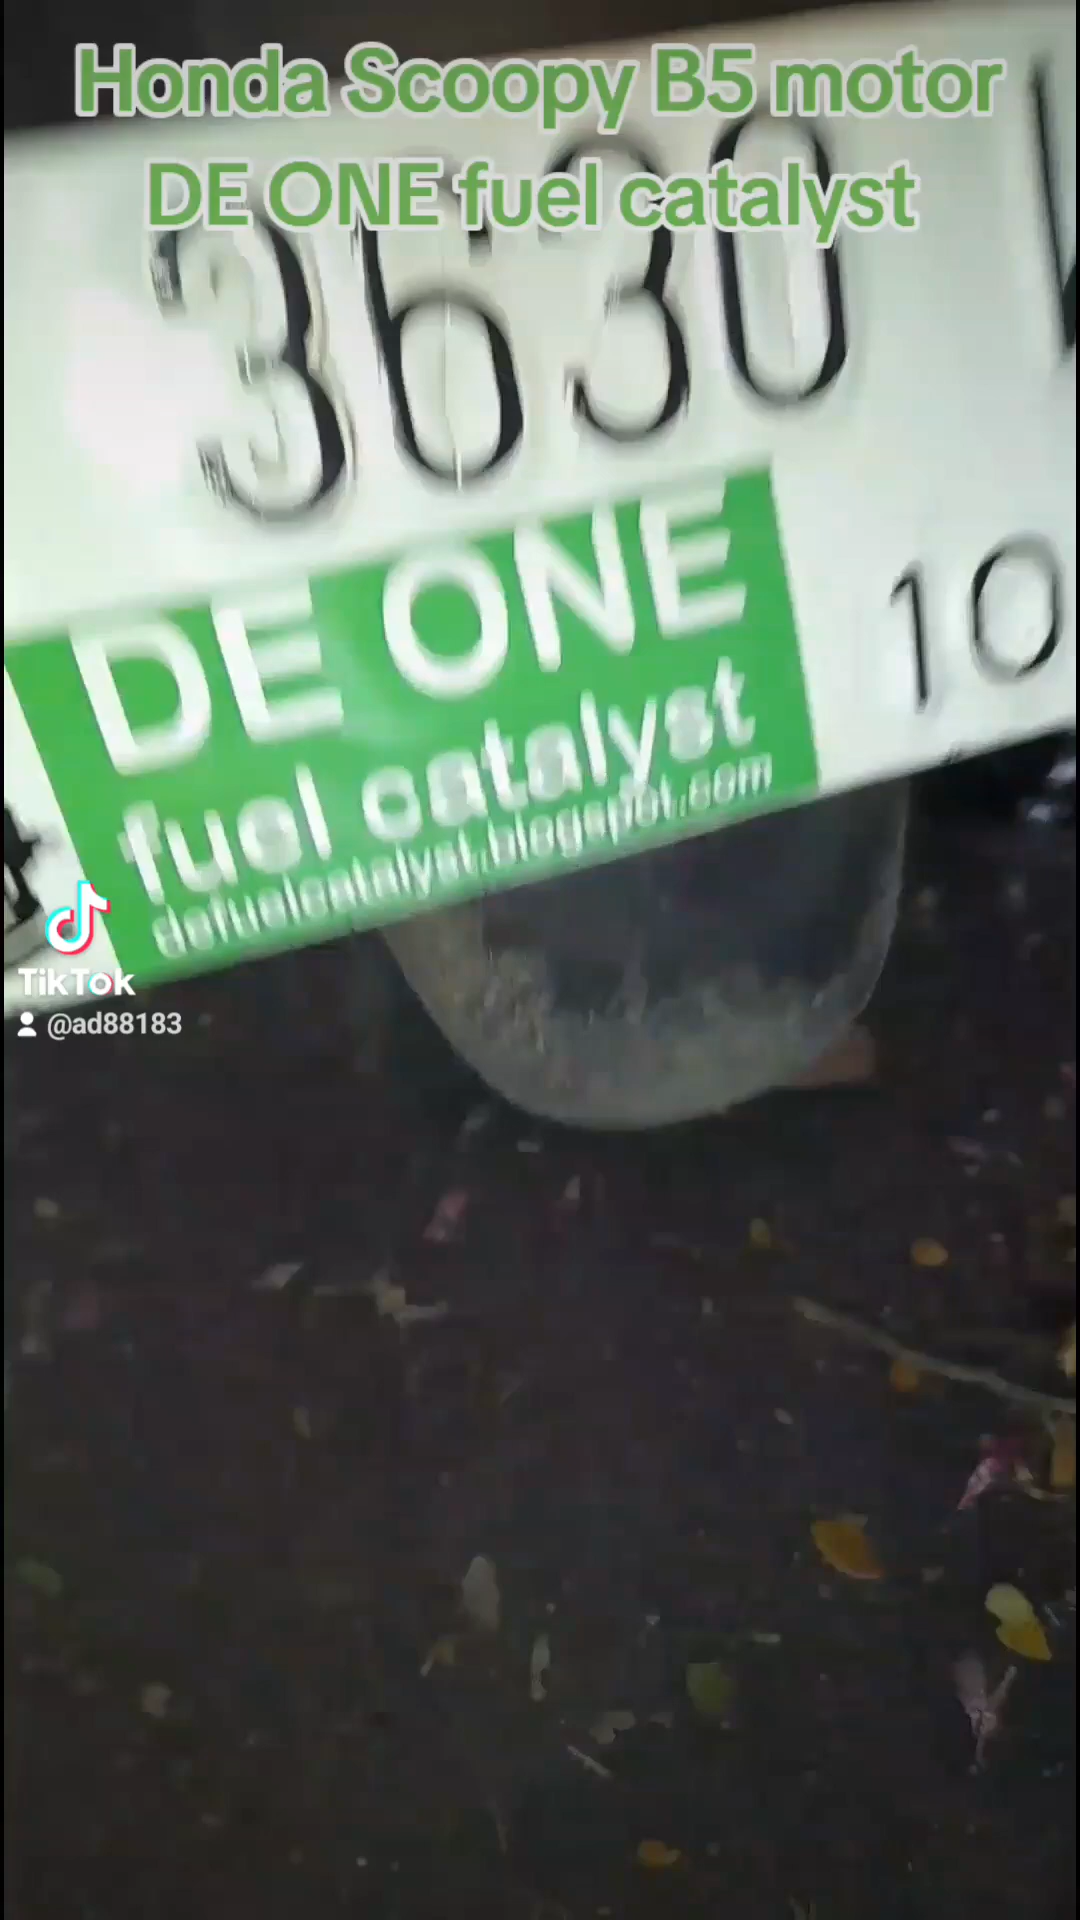 Honda Scoopy B5 motor
DE ONE fuel catalyst
3630
DE ONE
fuel catalyst
defuelcatalyst.blogspot.com
10
TikTok
@ad88183